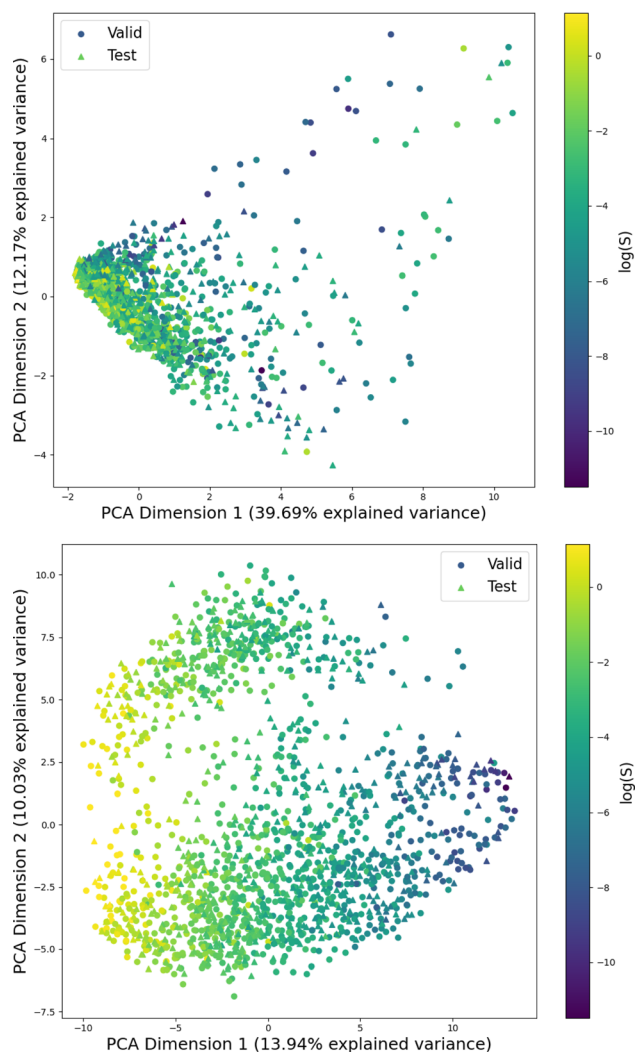 Valid
Test
6
4
2
0
−2
−4
PCA Dimension 2 (12.17% explained variance)
−2 0 2 4 6 8 10
PCA Dimension 1 (39.69% explained variance)
0
−2
−4
−6
−8
−10
log(S)
Valid
Test
10.0
7.5
5.0
2.5
0.0
−2.5
−5.0
−7.5
PCA Dimension 2 (10.03% explained variance)
−10 −5 0 5 10
PCA Dimension 1 (13.94% explained variance)
0
−2
−4
−6
−8
−10
log(S)